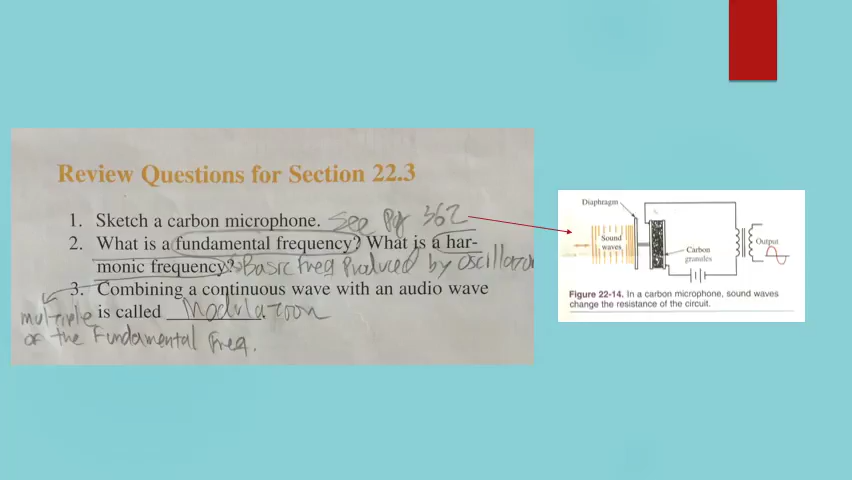 Review Questions for Section 22.3
1. Sketch a carbon microphone. See Pg 362
2. What is a fundamental frequency? What is a har-
monic frequency? Basic Freq Produced by Oscillator
3. Combining a continuous wave with an audio wave
is called Modulation
multiple
of the Fundamental Freq.
Diaphragm
Sound
waves
Carbon
granules
Output
Figure 22-14. In a carbon microphone, sound waves
change the resistance of the circuit.